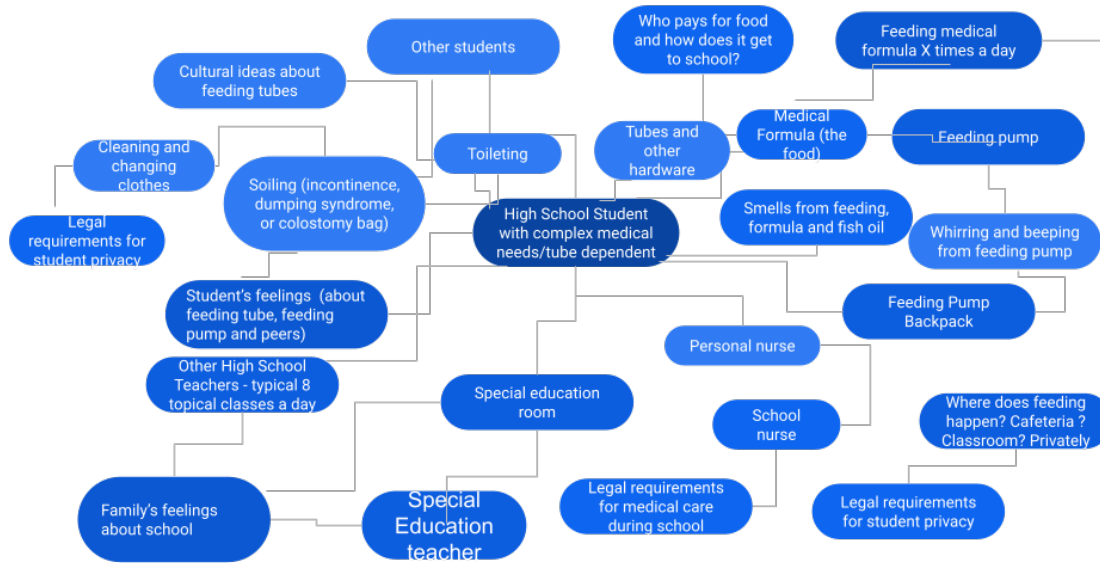 Other students
Who pays for food
and how does it get
to school?
Feeding medical
formula X times a day
Cultural ideas about
feeding tubes
Cleaning and
changing
clothes
Toileting
Tubes and
other
hardware
Medical
Formula (the
food)
Feeding pump
Soiling (incontinence,
dumping syndrome,
or colostomy bag)
Legal
requirements for
student privacy
High School Student
with complex medical
needs/tube dependent
Smells from feeding,
formula and fish oil
Whirring and beeping
from feeding pump
Student's feelings (about
feeding tube, feeding
pump and peers)
Feeding Pump
Backpack
Other High School
Teachers - typical 8
topical classes a day
Personal nurse
Special education
room
School
nurse
Where does feeding
happen? Cafeteria ?
Classroom? Privately
Family's feelings
about school
Special
Education
teacher
Legal requirements
for medical care
during school
Legal requirements
for student privacy